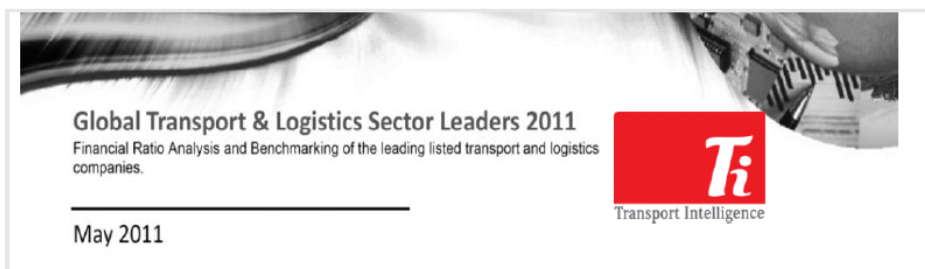 Global Transport & Logistics Sector Leaders 2011
Financial Ratio Analysis and Benchmarking of the leading listed transport and logistics
companies.
Ti
Transport Intelligence
May 2011